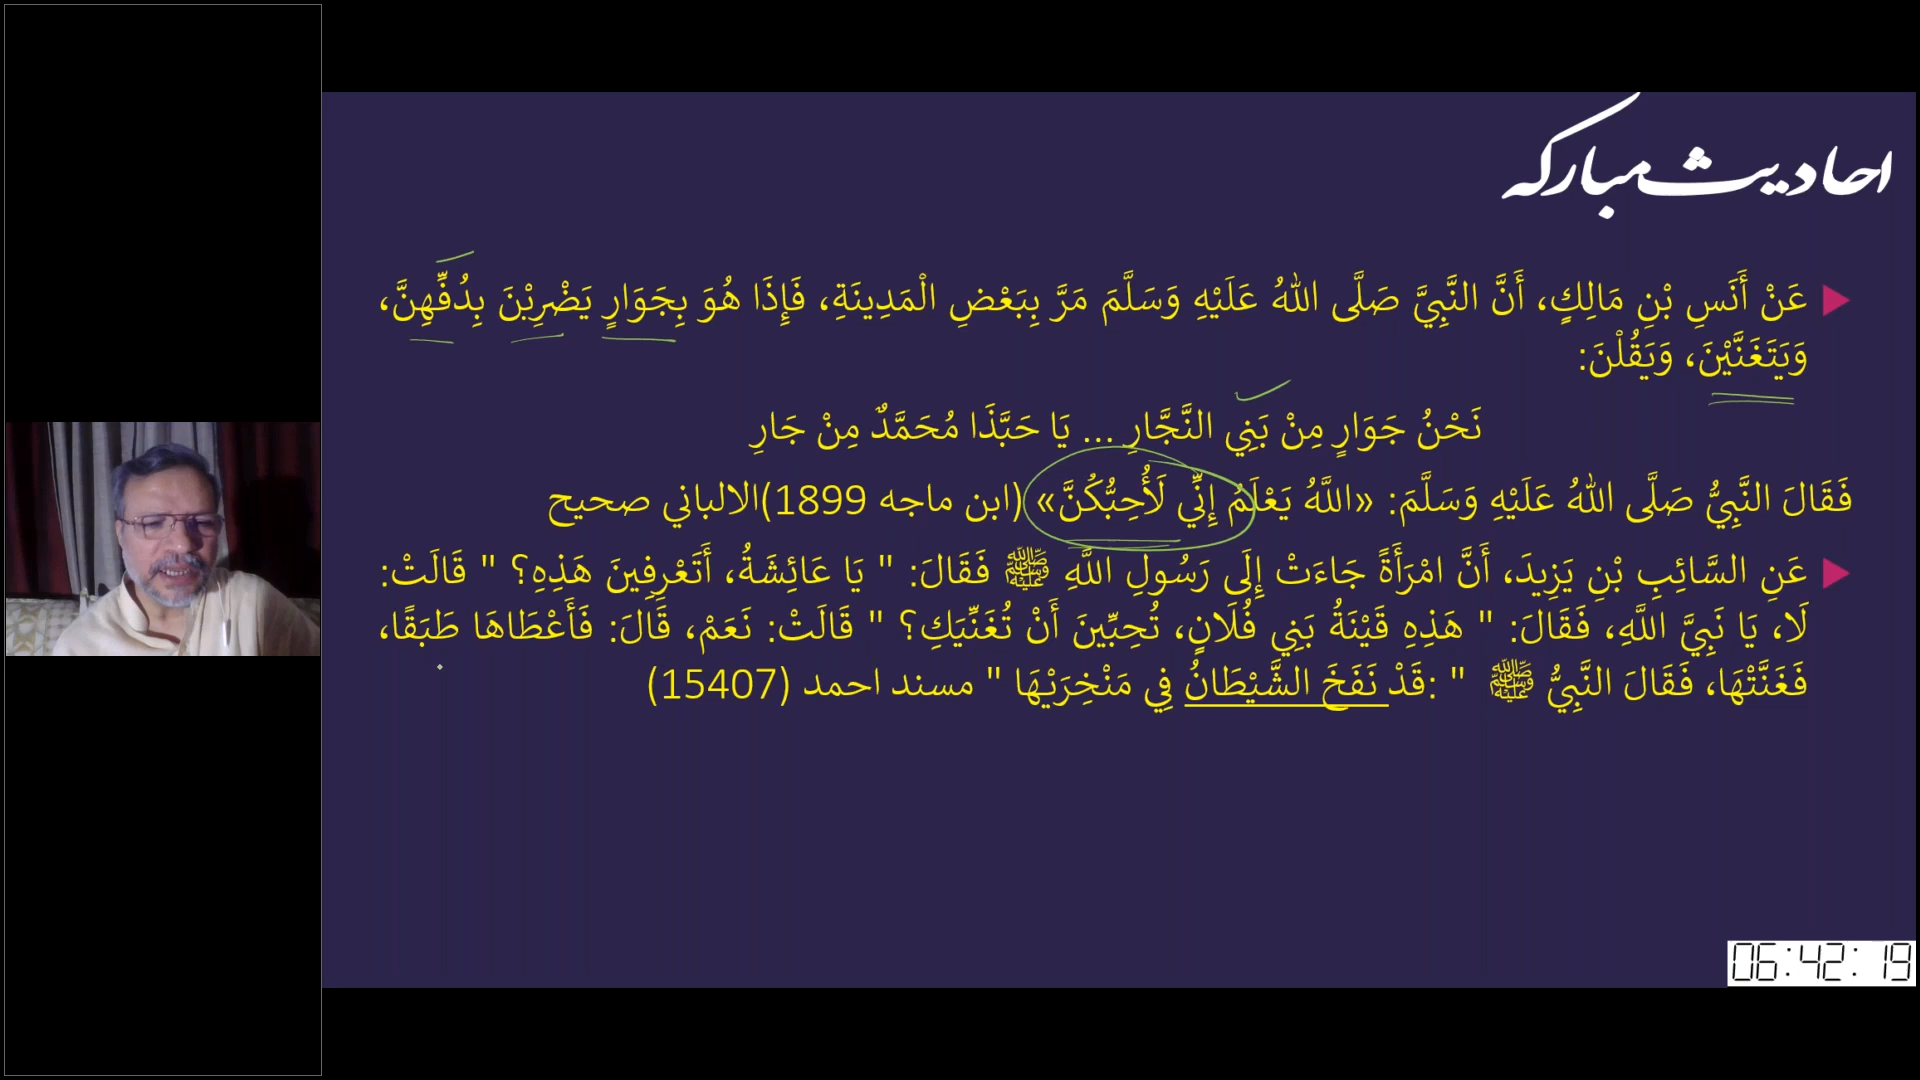 احادیث مبارکہ
عَنْ أَنَسِ بْنِ مَالِكٍ، أَنَّ النَّبِيَّ صَلَّى اللهُ عَلَيْهِ وَسَلَّمَ مَرَّ بِبَعْضِ الْمَدِينَةِ، فَإِذَا هُوَ بِجَوَارٍ يَضْرِبْنَ بِدُفِّهِنَّ،
وَيَتَغَنَّيْنَ، وَيَقُلْنَ:
نَحْنُ جَوَارٍ مِنْ بَنِي النَّجَّارِ ... يَا حَبَّذَا مُحَمَّدٌ مِنْ جَارِ
فَقَالَ النَّبِيُّ صَلَّى اللهُ عَلَيْهِ وَسَلَّمَ: «اللَّهُ يَعْلَمُ إِنِّي لَأُحِبُّكُنَّ» (ابن ماجه 1899)الالباني صحيح
عَنِ السَّائِبِ بْنِ يَزِيدَ، أَنَّ امْرَأَةً جَاءَتْ إِلَى رَسُولِ اللَّهِ ﷺ فَقَالَ: " يَا عَائِشَةُ، أَتَعْرِفِينَ هَذِهِ؟ " قَالَتْ:
لَا، يَا نَبِيَّ اللَّهِ، فَقَالَ: " هَذِهِ قَيْنَةُ بَنِي فُلَانٍ، تُحِبِّينَ أَنْ تُغَنِّيَكِ؟ " قَالَتْ: نَعَمْ، قَالَ: فَأَعْطَاهَا طَبَقًا،
فَغَنَّتْهَا، فَقَالَ النَّبِيُّ ﷺ " :قَدْ نَفَخَ الشَّيْطَانُ فِي مَنْخِرَيْهَا " مسند احمد (15407)
06:42:19